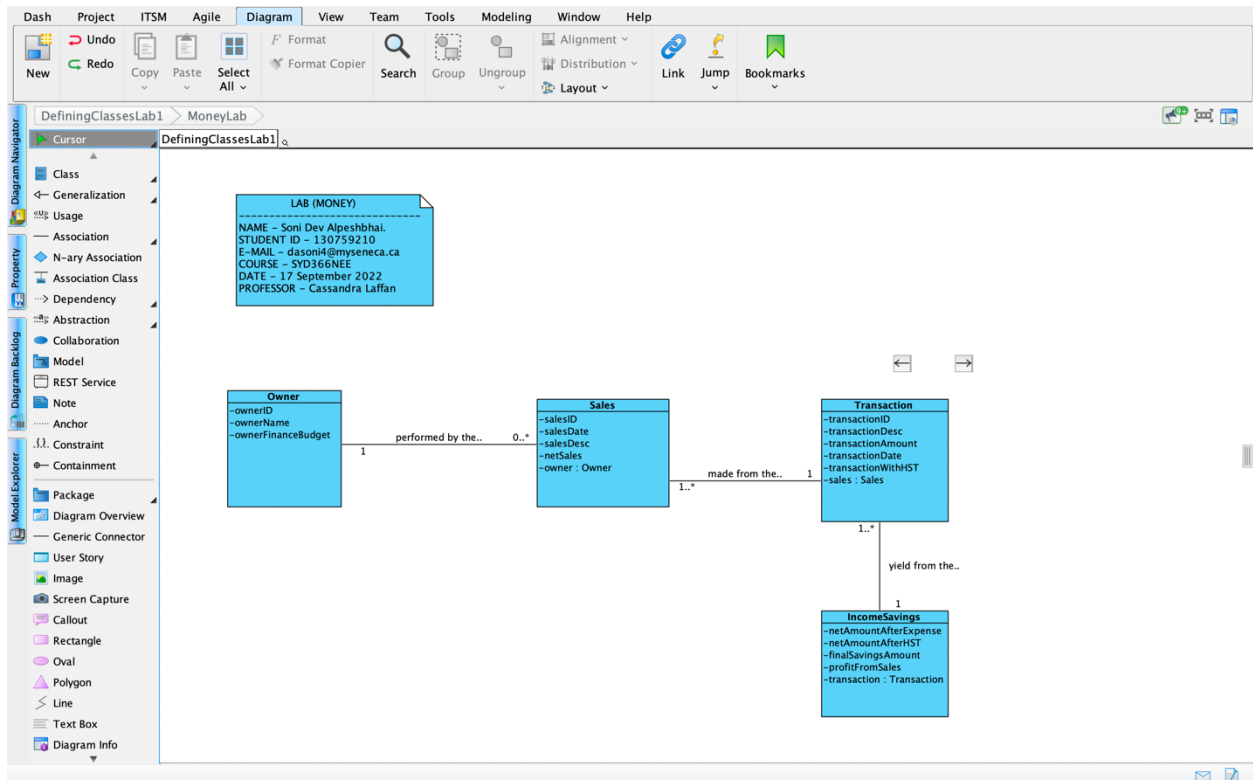 Dash Project ITSM Agile Diagram View Team Tools Modeling Window Help
New
Undo
Redo
Copy
Paste
Select
All
Format
Format Copier
Search
Group
Ungroup
Alignment
Distribution
Layout
Link
Jump
Bookmarks
DefiningClassesLab1 MoneyLab
Diagram Navigator
Property
Diagram Backlog
Model Explorer
Cursor
Class
Generalization
Usage
Association
N-ary Association
Association Class
Dependency
Abstraction
Collaboration
Model
REST Service
Note
Anchor
Constraint
Containment
Package
Diagram Overview
Generic Connector
User Story
Image
Screen Capture
Callout
Rectangle
Oval
Polygon
Line
Text Box
Diagram Info
DefiningClassesLab1
LAB (MONEY)
-------------------------------
NAME - Soni Dev Alpeshbhai.
STUDENT ID - 130759210
E-MAIL - dasoni4@myseneca.ca
COURSE - SYD366NEE
DATE - 17 September 2022
PROFESSOR - Cassandra Laffan
Owner
-ownerID
-ownerName
-ownerFinanceBudget
performed by the..
1
0..*
Sales
-salesID
-salesDate
-salesDesc
-netSales
-owner : Owner
made from the..
1..*
1
Transaction
-transactionID
-transactionDesc
-transactionAmount
-transactionDate
-transactionWithHST
-sales : Sales
1..*
yield from the..
1
IncomeSavings
-netAmountAfterExpense
-netAmountAfterHST
-finalSavingsAmount
-profitFromSales
-transaction : Transaction